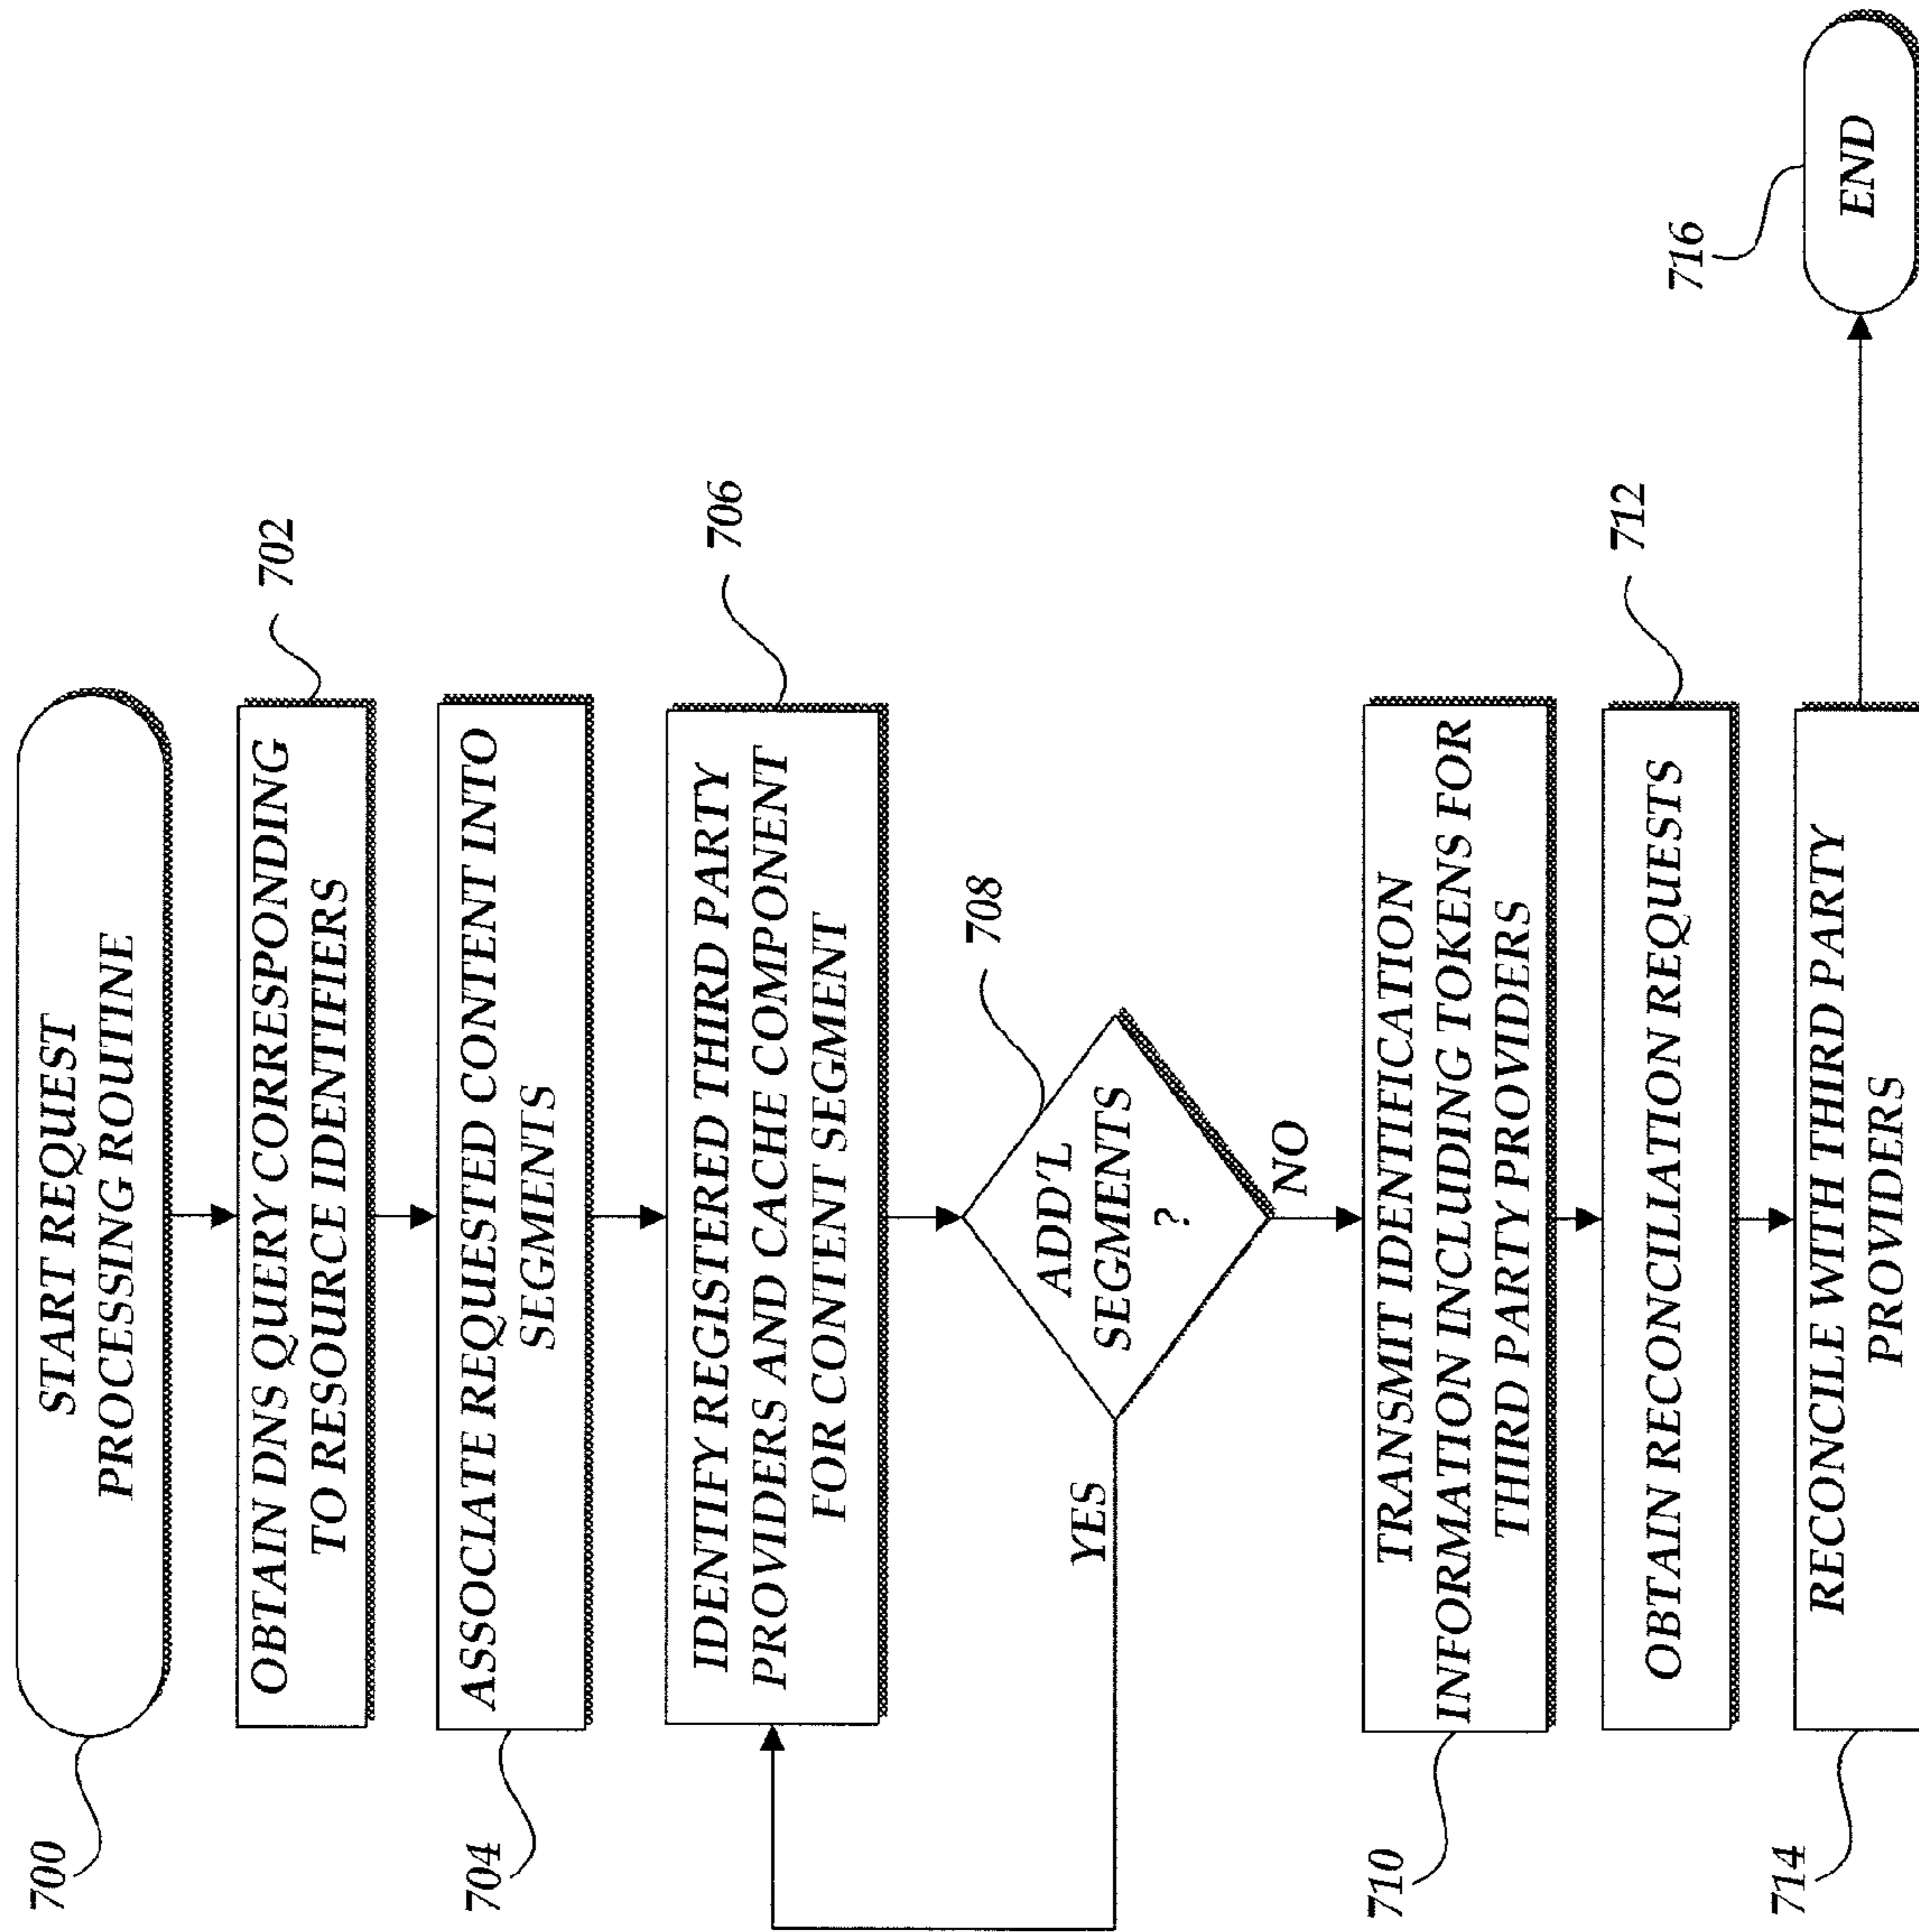 700
START REQUEST
PROCESSING ROUTINE
702
OBTAIN DNS QUERY CORRESPONDING
TO RESOURCE IDENTIFIERS
704
ASSOCIATE REQUESTED CONTENT INTO
SEGMENTS
706
IDENTIFY REGISTERED THIRD PARTY
PROVIDERS AND CACHE COMPONENT
FOR CONTENT SEGMENT
708
ADD'L
SEGMENTS
?
YES
NO
710
TRANSMIT IDENTIFICATION
INFORMATION INCLUDING TOKENS FOR
THIRD PARTY PROVIDERS
712
OBTAIN RECONCILIATION REQUESTS
714
RECONCILE WITH THIRD PARTY
PROVIDERS
716
END